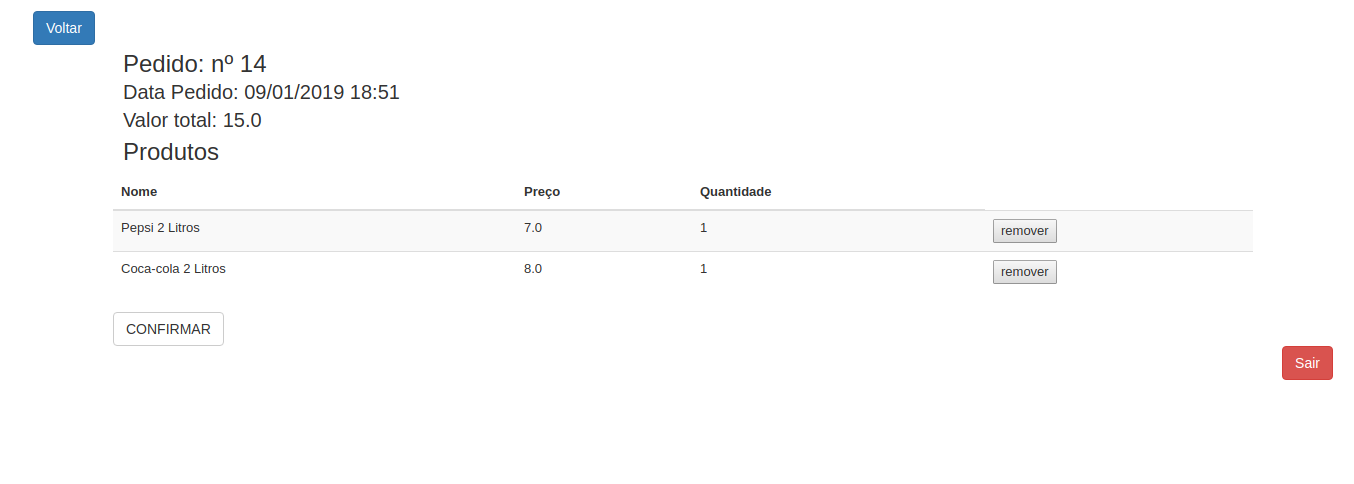 Voltar
Pedido: nº 14
Data Pedido: 09/01/2019 18:51
Valor total: 15.0
Produtos
Nome Preço Quantidade
Pepsi 2 Litros 7.0 1 remover
Coca-cola 2 Litros 8.0 1 remover
CONFIRMAR
Sair